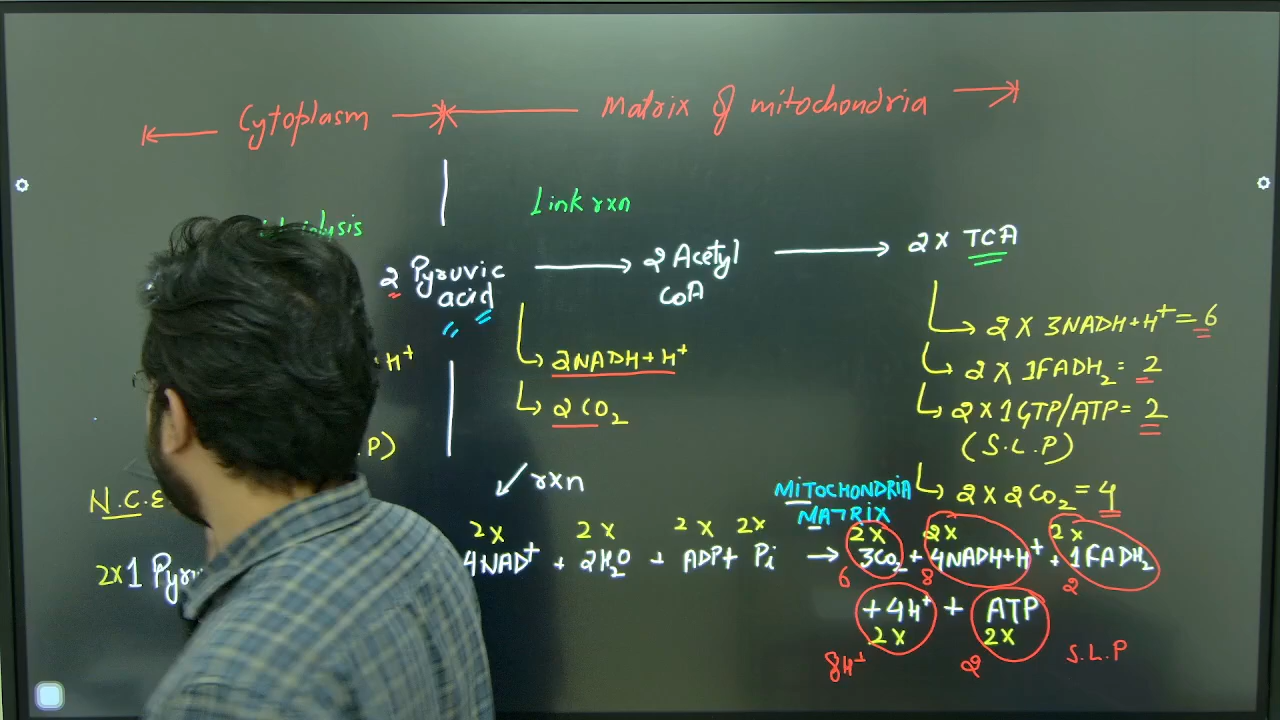 Cytoplasm
Matrix of mitochondria
Link rxn
2 Pyruvic acid → 2 Acetyl CoA → 2 X TCA
H⁺
2NADH+H⁺
2CO₂
2 X 3NADH+H⁺ = 6
2 X 1FADH₂ = 2
2 X 1GTP/ATP = 2
(S.L.P)
P)
2 X 2CO₂ = 4
N.C.E
rxn
MITOCHONDRIA
MATRIX
2X 2X 2X 2X 2X 2X 2X
2X1 4NAD⁺ + 2H₂O + ADP+ Pi → 3CO₂ + 4NADH+H⁺ + 1FADH₂
6 8 2
+4H⁺ + ATP
2X 2X
8H⁺ 2 S.L.P